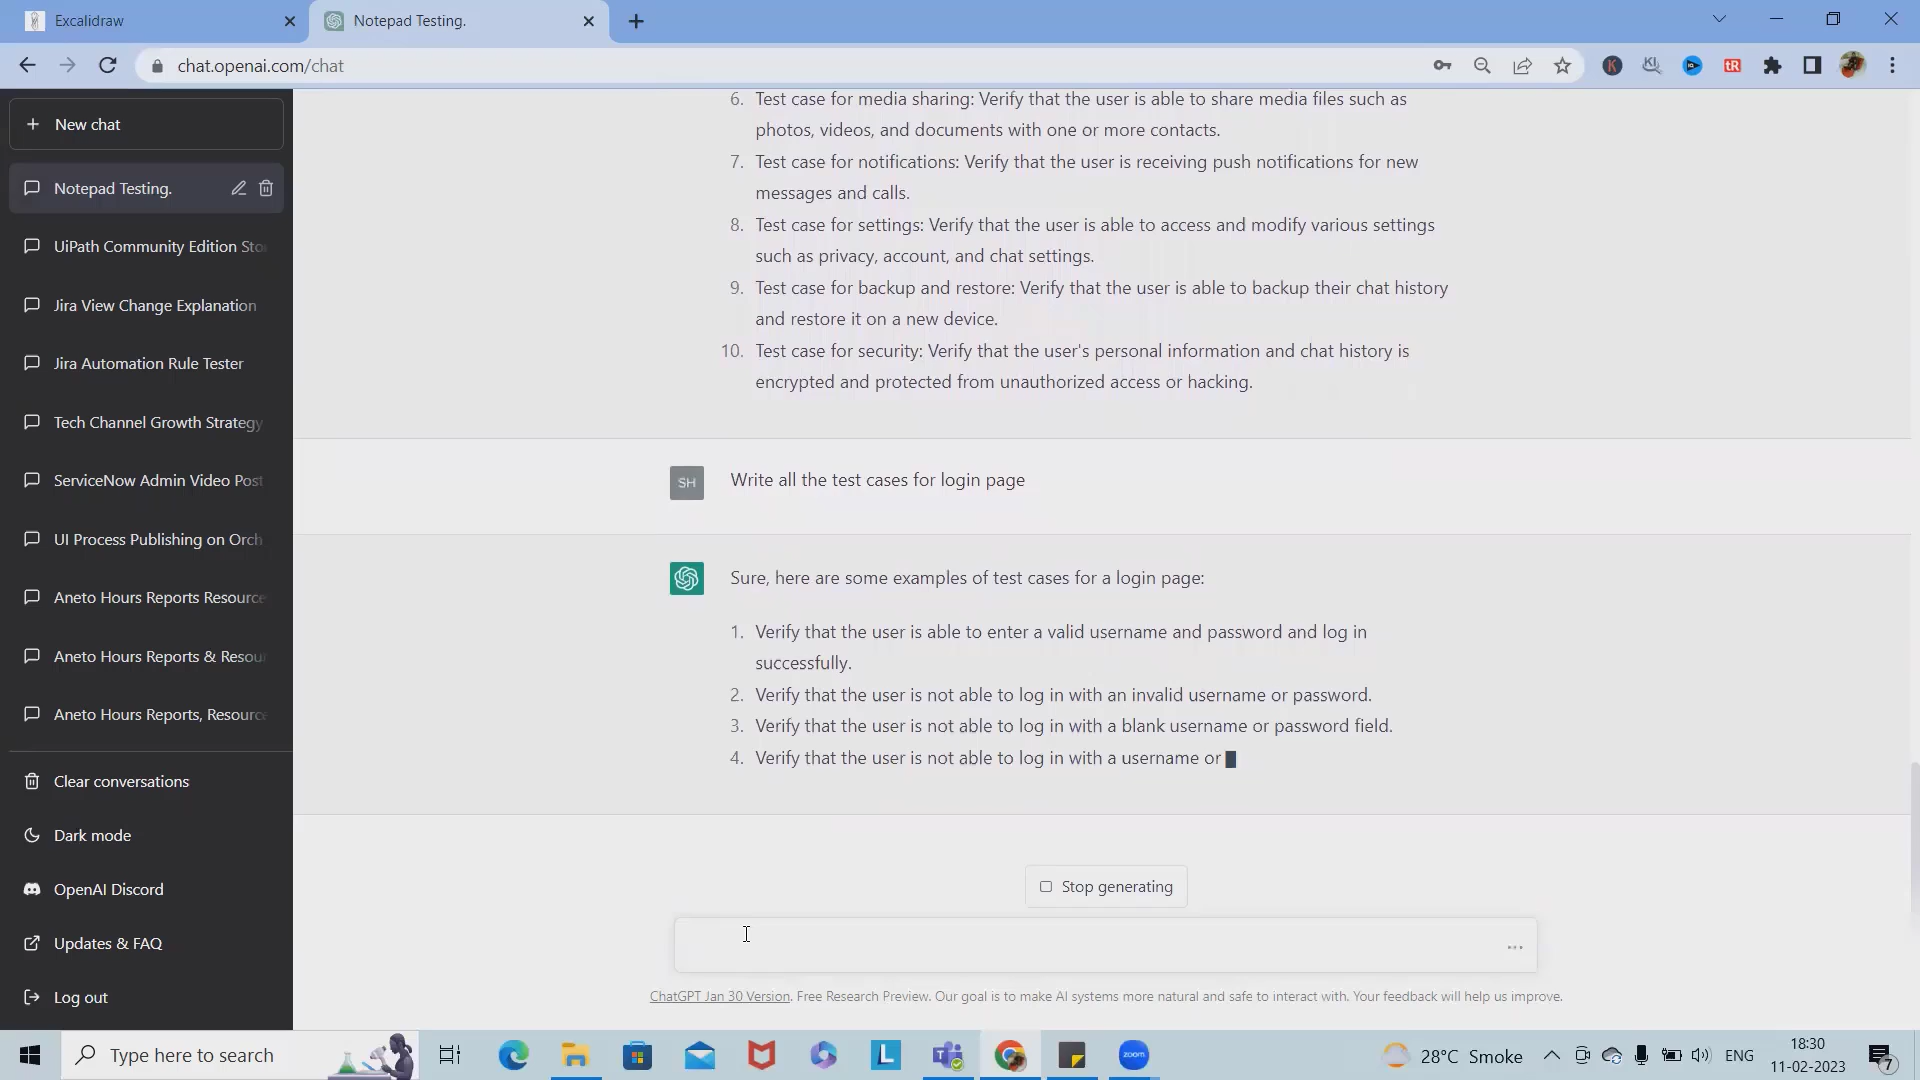 Excalidraw
Notepad Testing.
chat.openai.com/chat
New chat
Notepad Testing.
UiPath Community Edition Sto
Jira View Change Explanation
Jira Automation Rule Tester
Tech Channel Growth Strategy
ServiceNow Admin Video Post
UI Process Publishing on Orch
Aneto Hours Reports Resource
Aneto Hours Reports & Resou
Aneto Hours Reports, Resource
Clear conversations
Dark mode
OpenAI Discord
Updates & FAQ
Log out
6. Test case for media sharing: Verify that the user is able to share media files such as
photos, videos, and documents with one or more contacts.
7. Test case for notifications: Verify that the user is receiving push notifications for new
messages and calls.
8. Test case for settings: Verify that the user is able to access and modify various settings
such as privacy, account, and chat settings.
9. Test case for backup and restore: Verify that the user is able to backup their chat history
and restore it on a new device.
10. Test case for security: Verify that the user's personal information and chat history is
encrypted and protected from unauthorized access or hacking.
SH Write all the test cases for login page
Sure, here are some examples of test cases for a login page:
1. Verify that the user is able to enter a valid username and password and log in
successfully.
2. Verify that the user is not able to log in with an invalid username or password.
3. Verify that the user is not able to log in with a blank username or password field.
4. Verify that the user is not able to log in with a username or
Stop generating
ChatGPT Jan 30 Version. Free Research Preview. Our goal is to make AI systems more natural and safe to interact with. Your feedback will help us improve.
Type here to search
L
zoom
28°C Smoke
ENG
18:30
11-02-2023
7